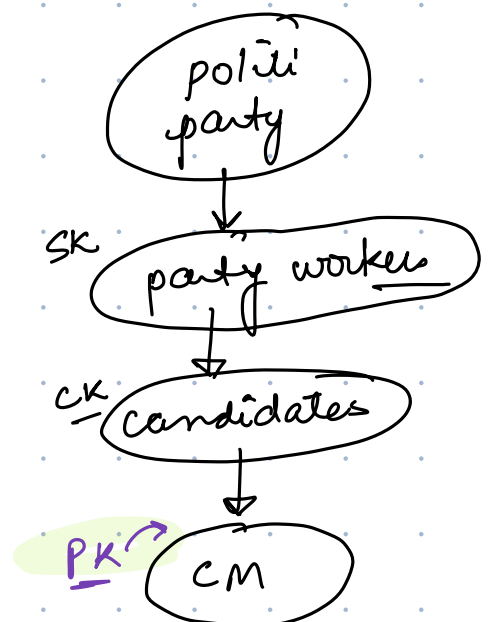 politi
party
SK
party workers
CK
candidates
PK
CM